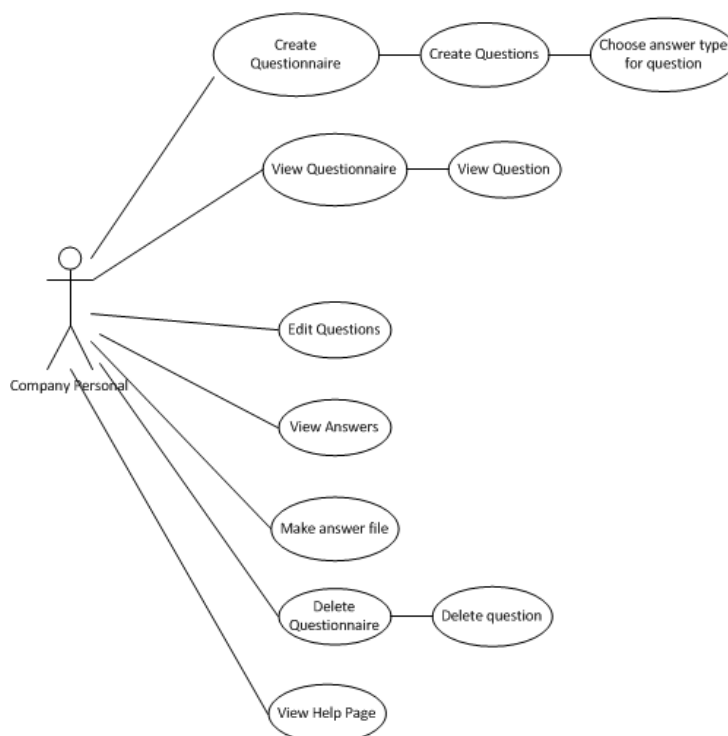 Create
Questionnaire
Create Questions
Choose answer type
for question
View Questionnaire
View Question
Edit Questions
Company Personal
View Answers
Make answer file
Delete
Questionnaire
Delete question
View Help Page